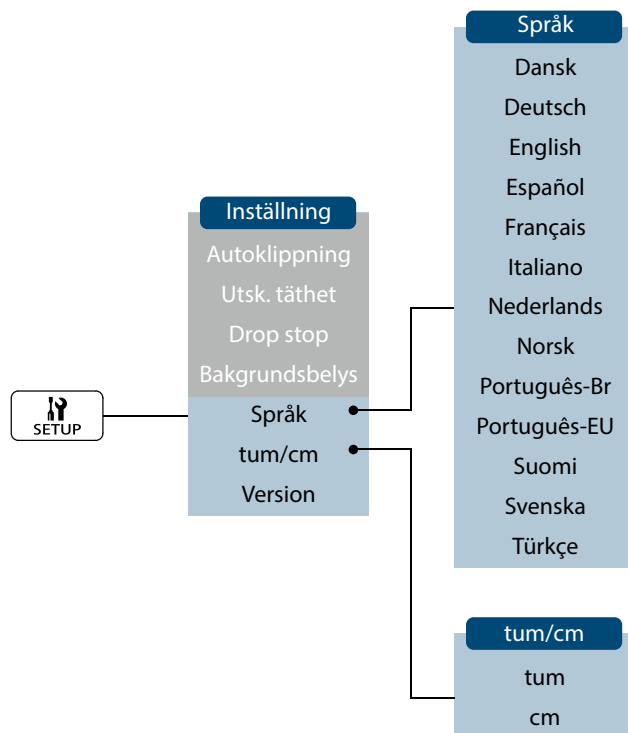 SETUP
Inställning
Autoklippning
Utsk. täthet
Drop stop
Bakgrundsbelys
Språk
tum/cm
Version
Språk
Dansk
Deutsch
English
Español
Français
Italiano
Nederlands
Norsk
Português-Br
Português-EU
Suomi
Svenska
Türkçe
tum/cm
tum
cm